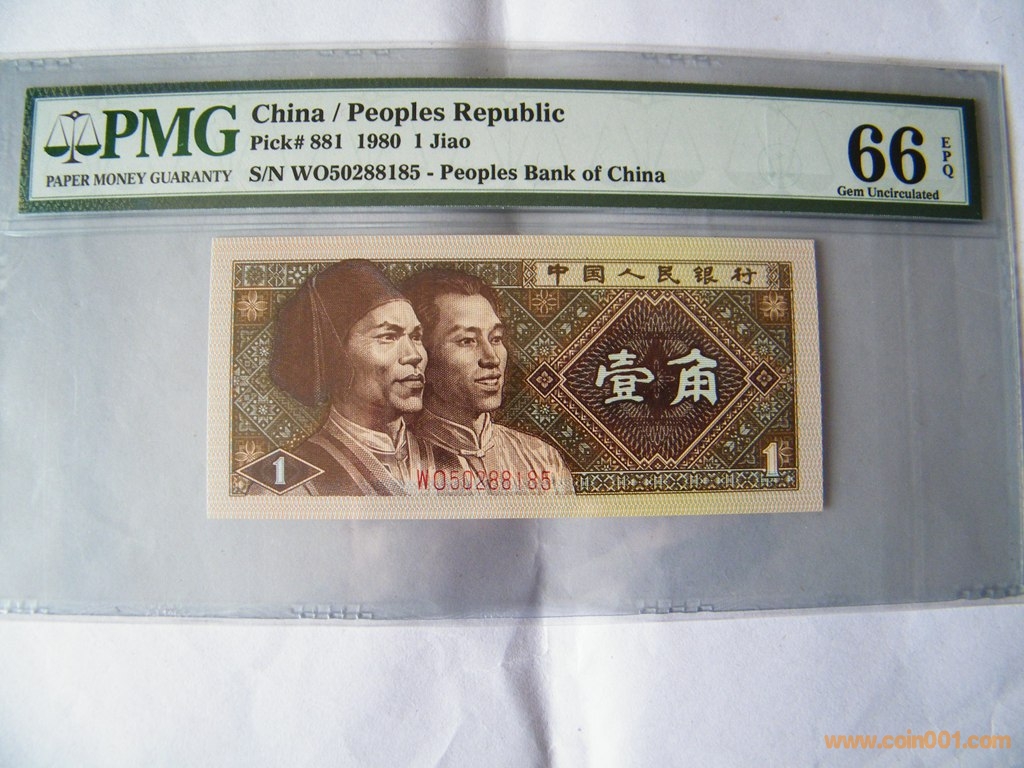 PMG
PAPER MONEY GUARANTY
China / Peoples Republic
Pick# 881 1980 1 Jiao
S/N WO50288185 - Peoples Bank of China
66
EPQ
Gem Uncirculated
中国人民银行
壹角
1
WO50288185
1
www.coin001.com